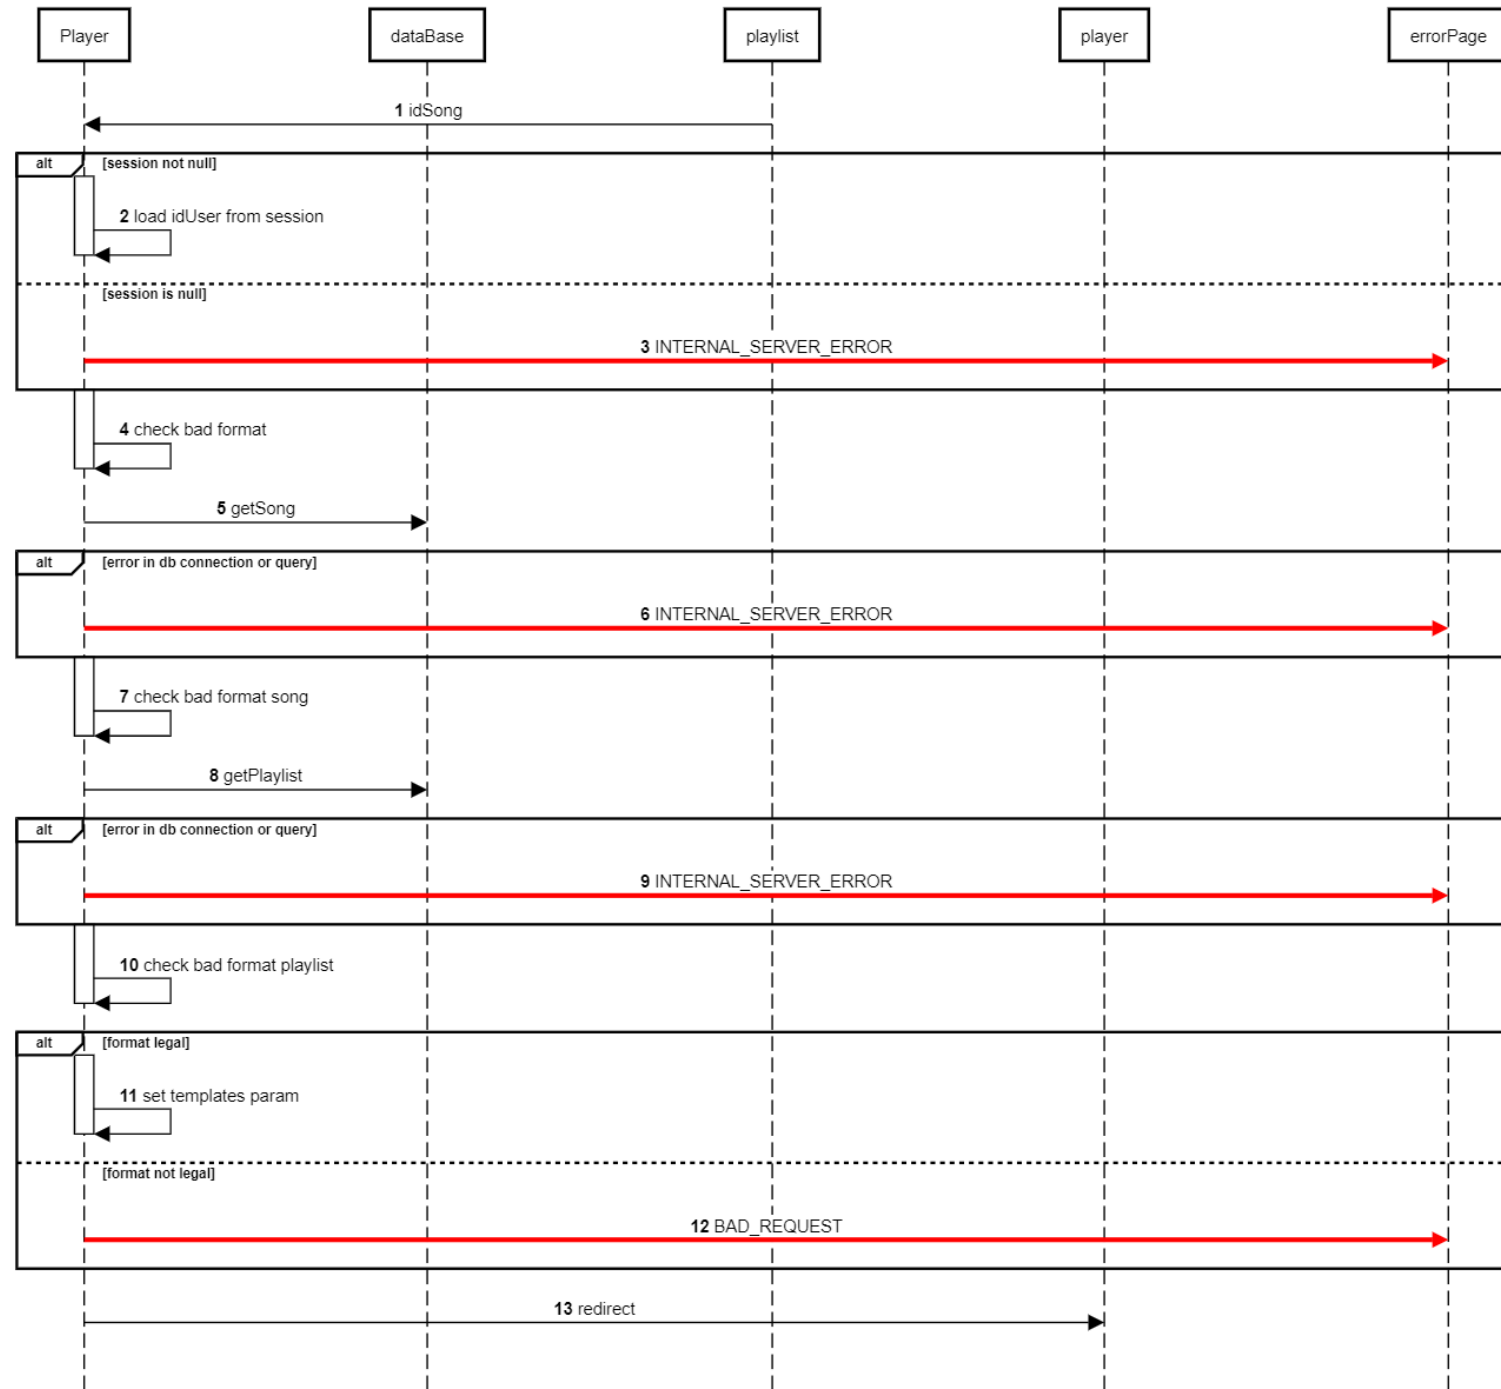 Player
dataBase
playlist
player
errorPage
1 idSong
alt
[session not null]
2 load idUser from session
[session is null]
3 INTERNAL_SERVER_ERROR
4 check bad format
5 getSong
alt
[error in db connection or query]
6 INTERNAL_SERVER_ERROR
7 check bad format song
8 getPlaylist
alt
[error in db connection or query]
9 INTERNAL_SERVER_ERROR
10 check bad format playlist
alt
[format legal]
11 set templates param
[format not legal]
12 BAD_REQUEST
13 redirect